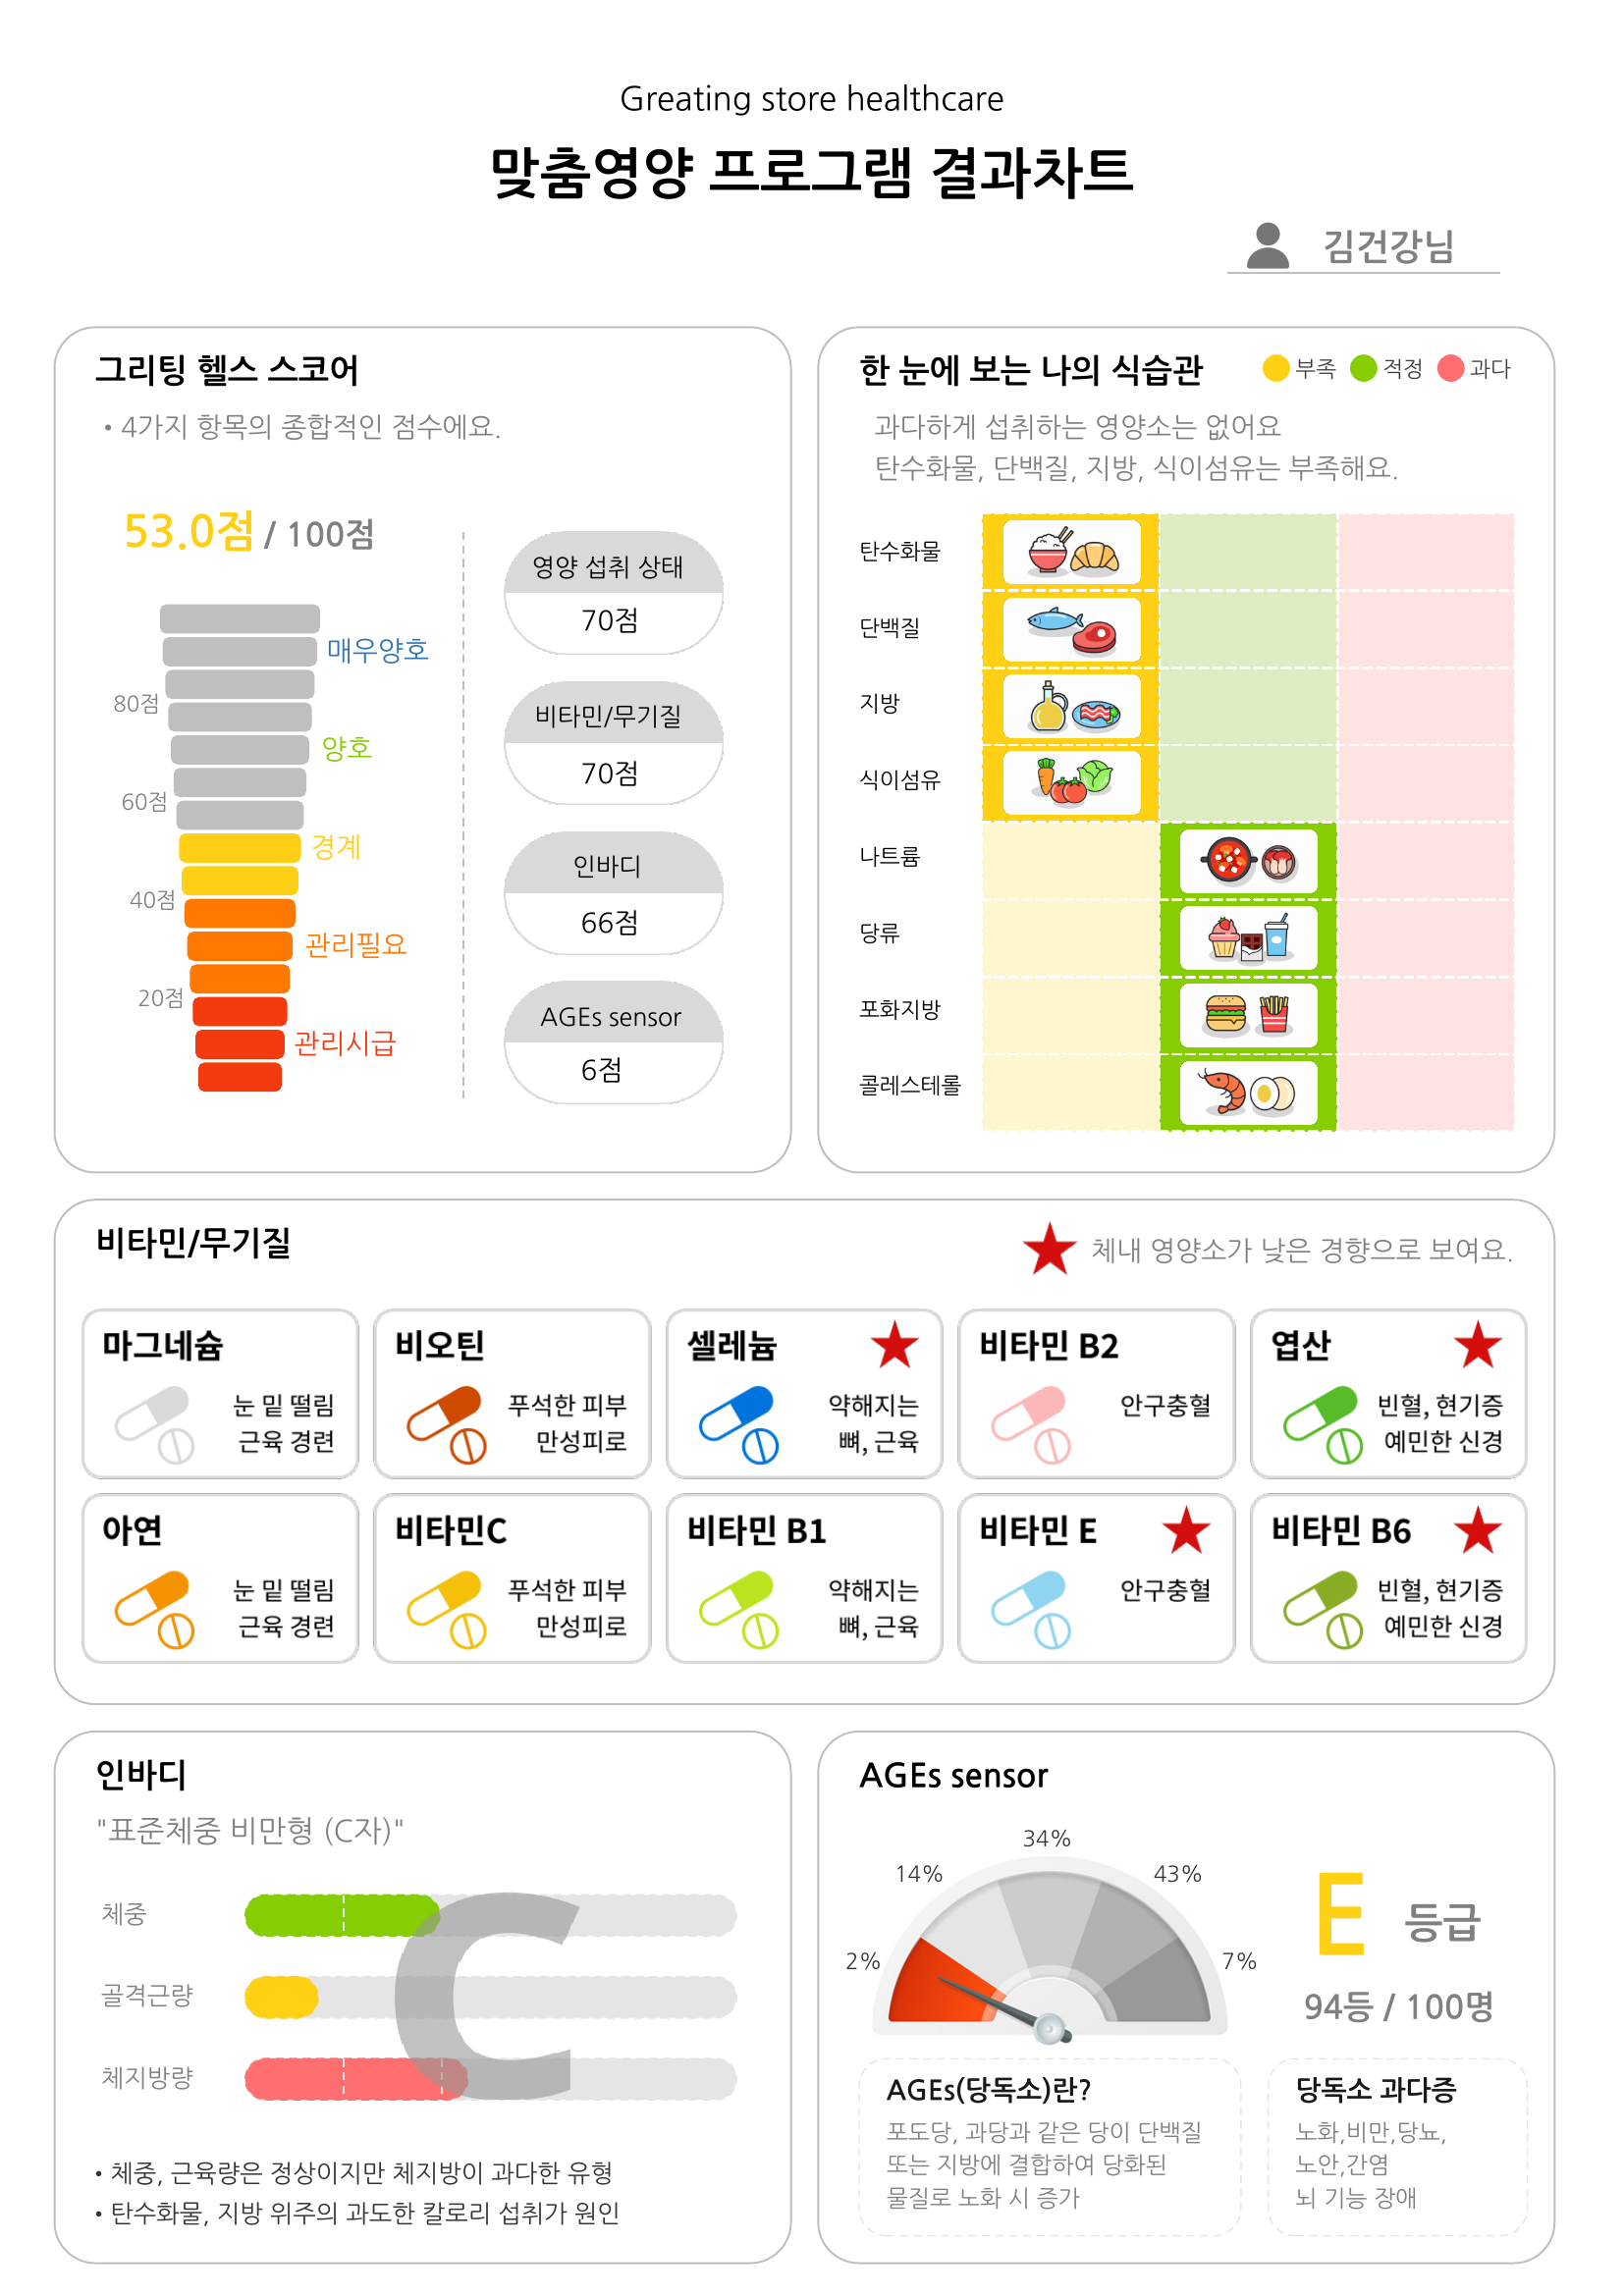 Greating store healthcare
맞춤영양 프로그램 결과차트
김건강님
그리팅 헬스 스코어
• 4가지 항목의 종합적인 점수에요.
53.0점 / 100점
매우양호
80점
양호
60점
경계
40점
관리필요
20점
관리시급
영양 섭취 상태
70점
비타민/무기질
70점
인바디
66점
AGEs sensor
6점
한 눈에 보는 나의 식습관
부족 적정 과다
과다하게 섭취하는 영양소는 없어요
탄수화물, 단백질, 지방, 식이섬유는 부족해요.
탄수화물
단백질
지방
식이섬유
나트륨
당류
포화지방
콜레스테롤
비타민/무기질
★ 체내 영양소가 낮은 경향으로 보여요.
마그네슘
눈 밑 떨림
근육 경련
비오틴
푸석한 피부
만성피로
셀레늄 ★
약해지는
뼈, 근육
비타민 B2
안구충혈
엽산 ★
빈혈, 현기증
예민한 신경
아연
눈 밑 떨림
근육 경련
비타민C
푸석한 피부
만성피로
비타민 B1
약해지는
뼈, 근육
비타민 E ★
안구충혈
비타민 B6 ★
빈혈, 현기증
예민한 신경
인바디
"표준체중 비만형 (C자)"
체중
골격근량
체지방량
C
• 체중, 근육량은 정상이지만 체지방이 과다한 유형
• 탄수화물, 지방 위주의 과도한 칼로리 섭취가 원인
AGEs sensor
2%
14%
34%
43%
7%
E 등급
94등 / 100명
AGEs(당독소)란?
포도당, 과당과 같은 당이 단백질
또는 지방에 결합하여 당화된
물질로 노화 시 증가
당독소 과다증
노화,비만,당뇨,
노안,간염
뇌 기능 장애